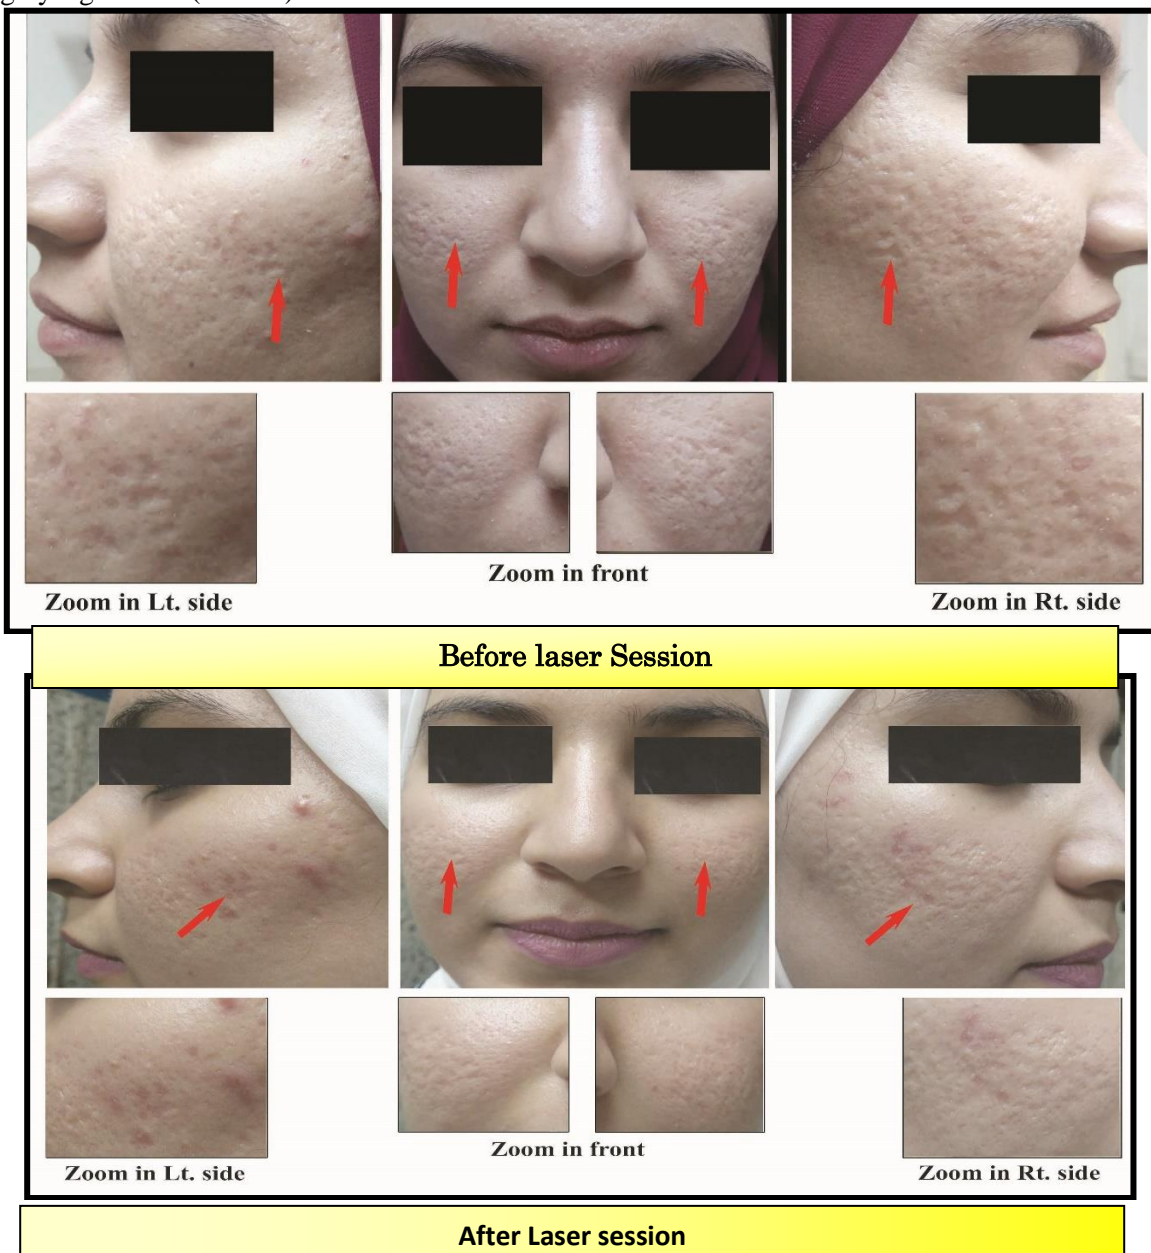 Zoom in front
Zoom in Lt. side
Zoom in Rt. side
Before laser Session
Zoom in front
Zoom in Lt. side
Zoom in Rt. side
After Laser session